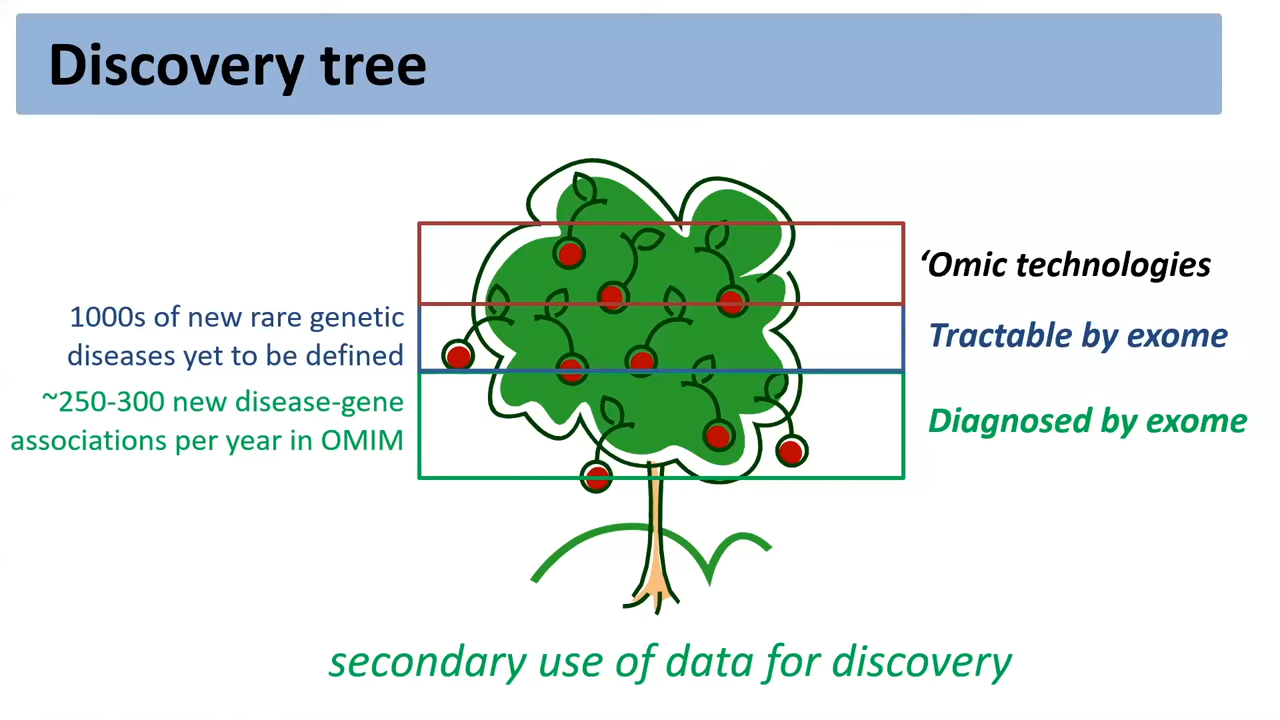 Discovery tree
‘Omic technologies
1000s of new rare genetic
diseases yet to be defined
Tractable by exome
~250-300 new disease-gene
associations per year in OMIM
Diagnosed by exome
secondary use of data for discovery